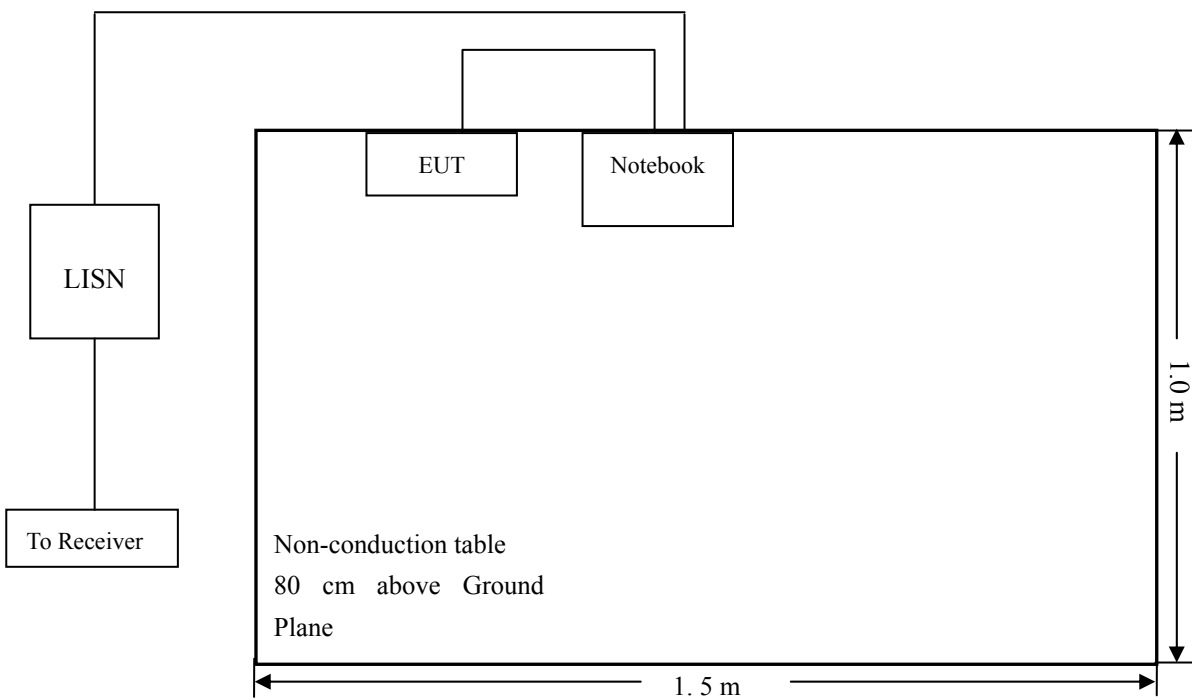 EUT
Notebook
LISN
To Receiver
Non-conduction table
80 cm above Ground
Plane
1.0 m
1. 5 m